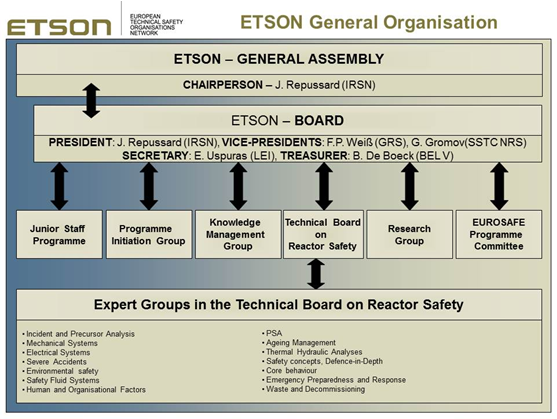 ETSON
EUROPEAN
TECHNICAL SAFETY
ORGANISATIONS
NETWORK
ETSON General Organisation
ETSON – GENERAL ASSEMBLY
CHAIRPERSON – J. Repussard (IRSN)
ETSON – BOARD
PRESIDENT: J. Repussard (IRSN), VICE-PRESIDENTS: F.P. Weiß (GRS), G. Gromov(SSTC NRS)
SECRETARY: E. Uspuras (LEI), TREASURER: B. De Boeck (BEL V)
Junior Staff
Programme
Programme
Initiation Group
Knowledge
Management
Group
Technical Board
on
Reactor Safety
Research
Group
EUROSAFE
Programme
Committee
Expert Groups in the Technical Board on Reactor Safety
• Incident and Precursor Analysis
• Mechanical Systems
• Electrical Systems
• Severe Accidents
• Environmental safety
• Safety Fluid Systems
• Human and Organisational Factors
• PSA
• Ageing Management
• Thermal Hydraulic Analyses
• Safety concepts, Defence-in-Depth
• Core behaviour
• Emergency Preparedness and Response
• Waste and Decommissioning